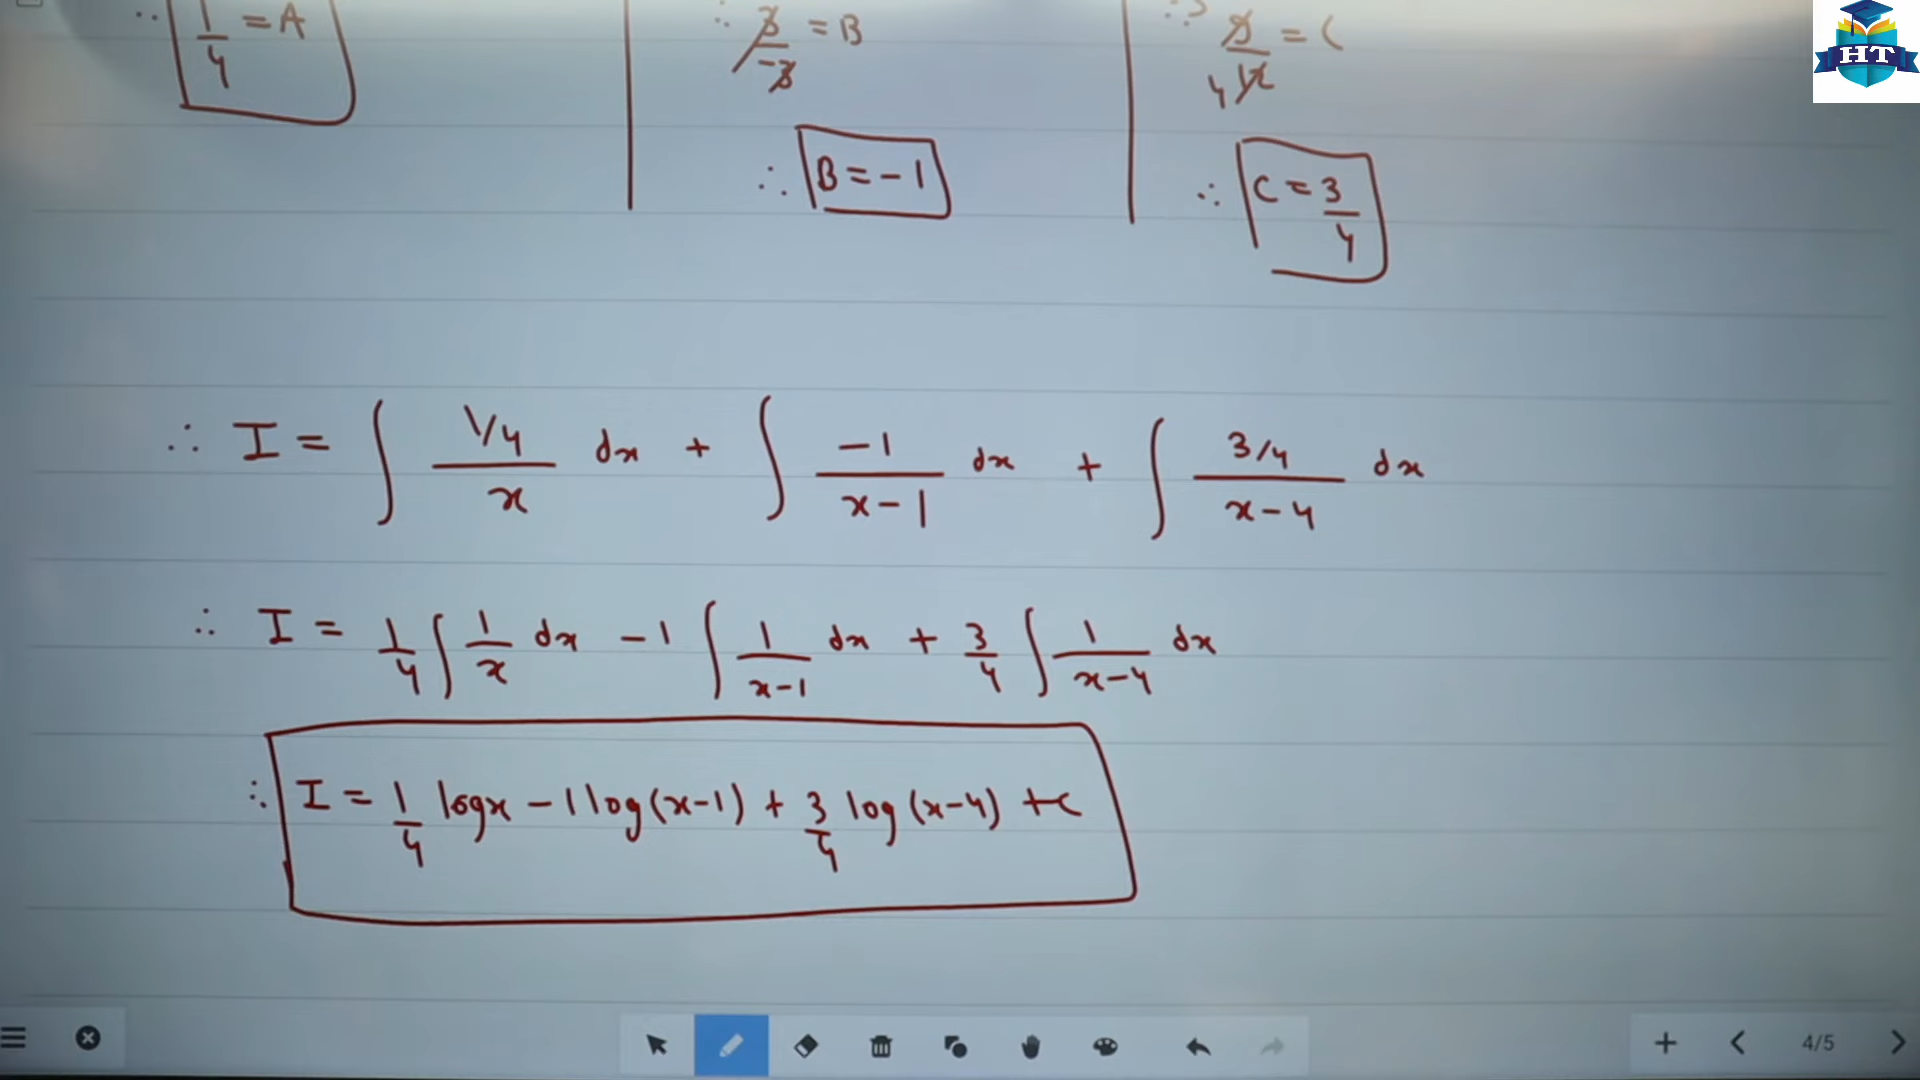 ∴ 1/4 = A
∴ 3/-3 = B
∴ 9/12 = C
4
HT
∴ B = -1
∴ C = 3/4
∴ I = ∫ (1/4)/x dx + ∫ -1/(x-1) dx + ∫ (3/4)/(x-4) dx
∴ I = 1/4 ∫ 1/x dx - 1 ∫ 1/(x-1) dx + 3/4 ∫ 1/(x-4) dx
∴ I = 1/4 logx - 1 log(x-1) + 3/4 log(x-4) + c
4/5